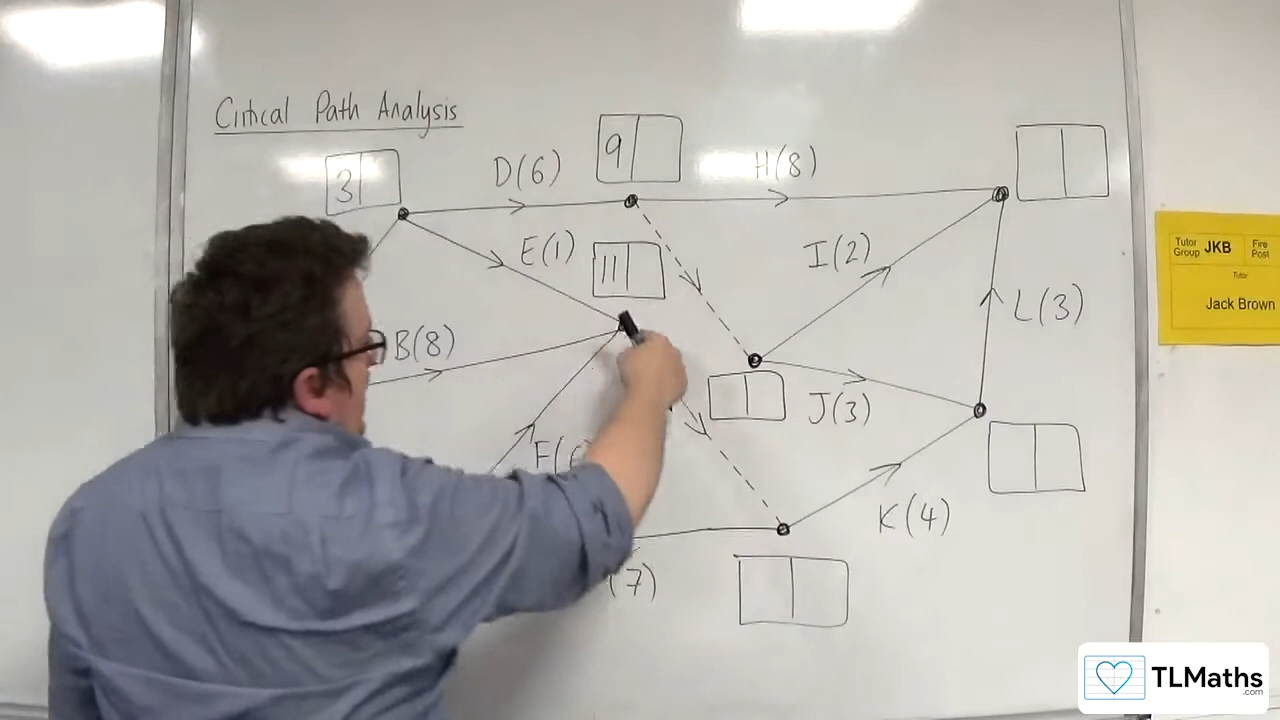 Critical Path Analysis
3
D(6)
9
H(8)
E(1)
11
I(2)
L(3)
B(8)
J(3)
K(4)
(7)
Tutor Group JKB
Fire Post
Tutor
Jack Brown
TLMaths